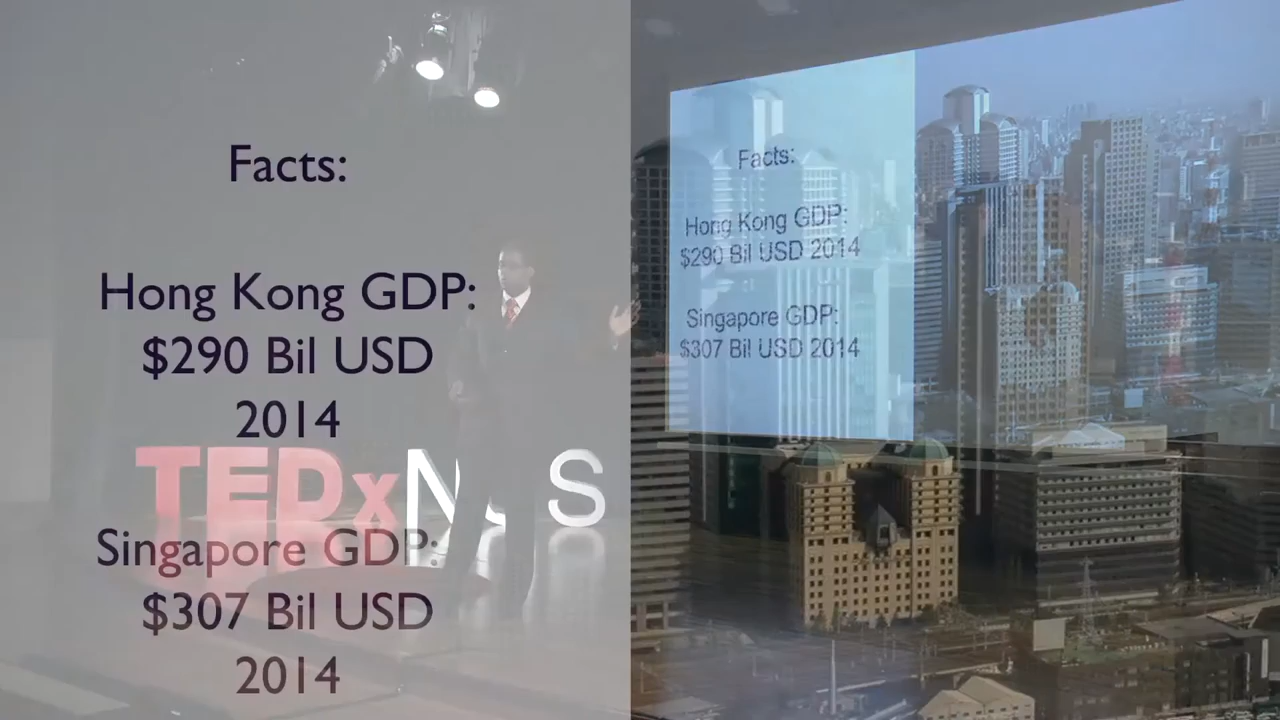 Facts:
Hong Kong GDP:
$290 Bil USD
2014
TEDxN S
Singapore GDP:
$307 Bil USD
2014
Facts:
Hong Kong GDP:
$290 Bil USD 2014
Singapore GDP:
$307 Bil USD 2014